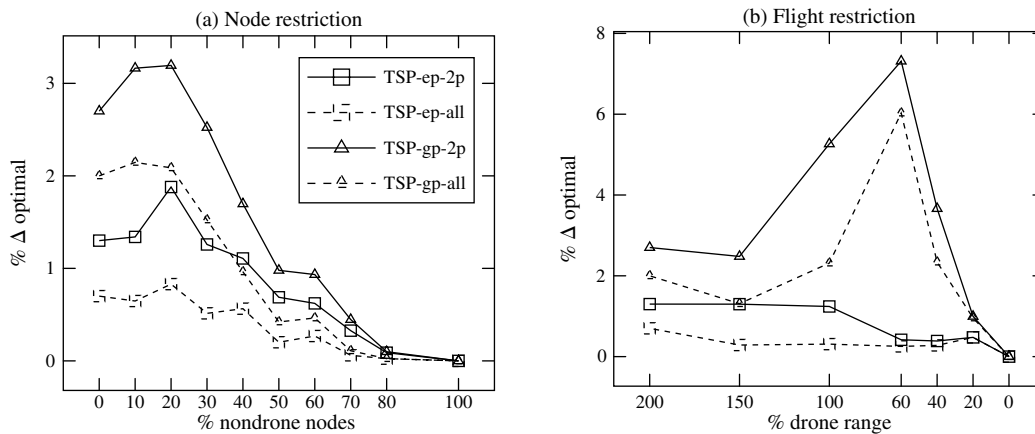 (a) Node restriction
% Δ optimal
3
2
1
0
0 10 20 30 40 50 60 70 80 100
% nondrone nodes
TSP-ep-2p
TSP-ep-all
TSP-gp-2p
TSP-gp-all
(b) Flight restriction
% Δ optimal
8
6
4
2
0
200 150 100 60 40 20 0
% drone range